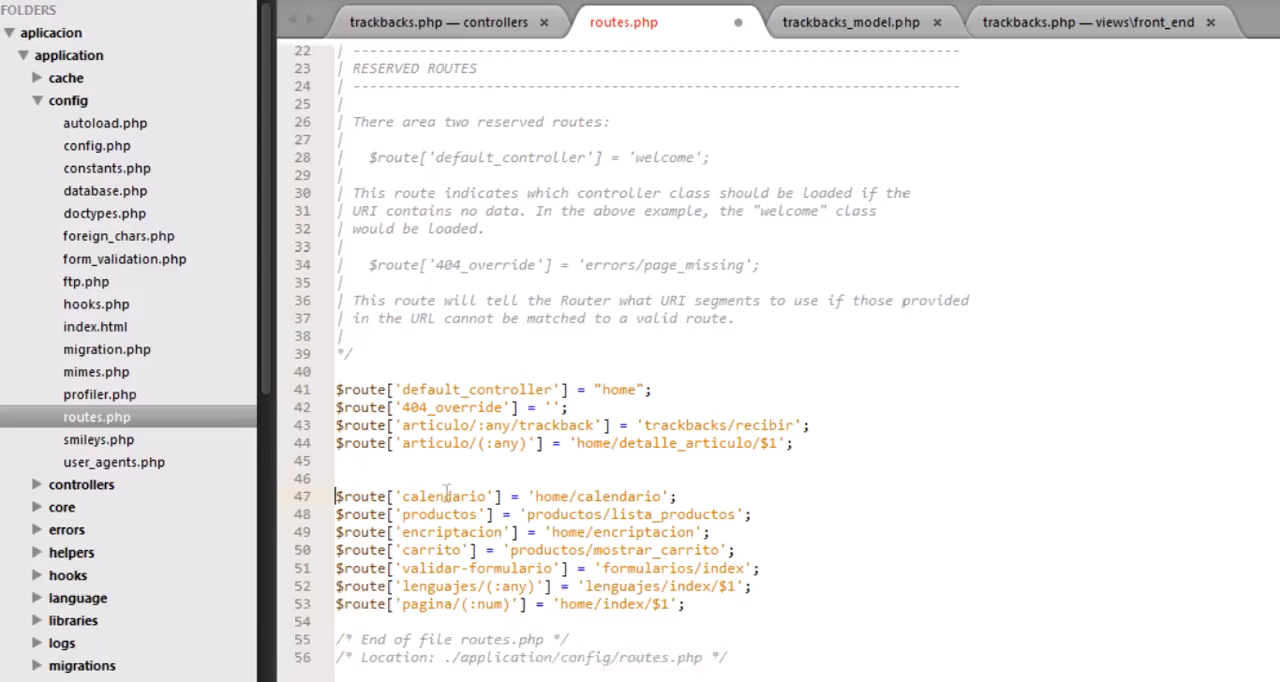 FOLDERS
aplicacion
application
cache
config
autoload.php
config.php
constants.php
database.php
doctypes.php
foreign_chars.php
form_validation.php
ftp.php
hooks.php
index.html
migration.php
mimes.php
profiler.php
routes.php
smileys.php
user_agents.php
controllers
core
errors
helpers
hooks
language
libraries
logs
migrations
trackbacks.php — controllers × routes.php trackbacks_model.php × trackbacks.php — views\front_end ×
22 | -------------------------------------------------------------------------
23 | RESERVED ROUTES
24 | -------------------------------------------------------------------------
25 |
26 | There area two reserved routes:
27 |
28 | $route['default_controller'] = 'welcome';
29 |
30 | This route indicates which controller class should be loaded if the
31 | URI contains no data. In the above example, the "welcome" class
32 | would be loaded.
33 |
34 | $route['404_override'] = 'errors/page_missing';
35 |
36 | This route will tell the Router what URI segments to use if those provided
37 | in the URL cannot be matched to a valid route.
38 |
39 */
40
41 $route['default_controller'] = "home";
42 $route['404_override'] = '';
43 $route['articulo/:any/trackback'] = 'trackbacks/recibir';
44 $route['articulo/(:any)'] = 'home/detalle_articulo/$1';
45
46
47 $route['calendario'] = 'home/calendario';
48 $route['productos'] = 'productos/lista_productos';
49 $route['encriptacion'] = 'home/encriptacion';
50 $route['carrito'] = 'productos/mostrar_carrito';
51 $route['validar-formulario'] = 'formularios/index';
52 $route['lenguajes/(:any)'] = 'lenguajes/index/$1';
53 $route['pagina/(:num)'] = 'home/index/$1';
54
55 /* End of file routes.php */
56 /* Location: ./application/config/routes.php */